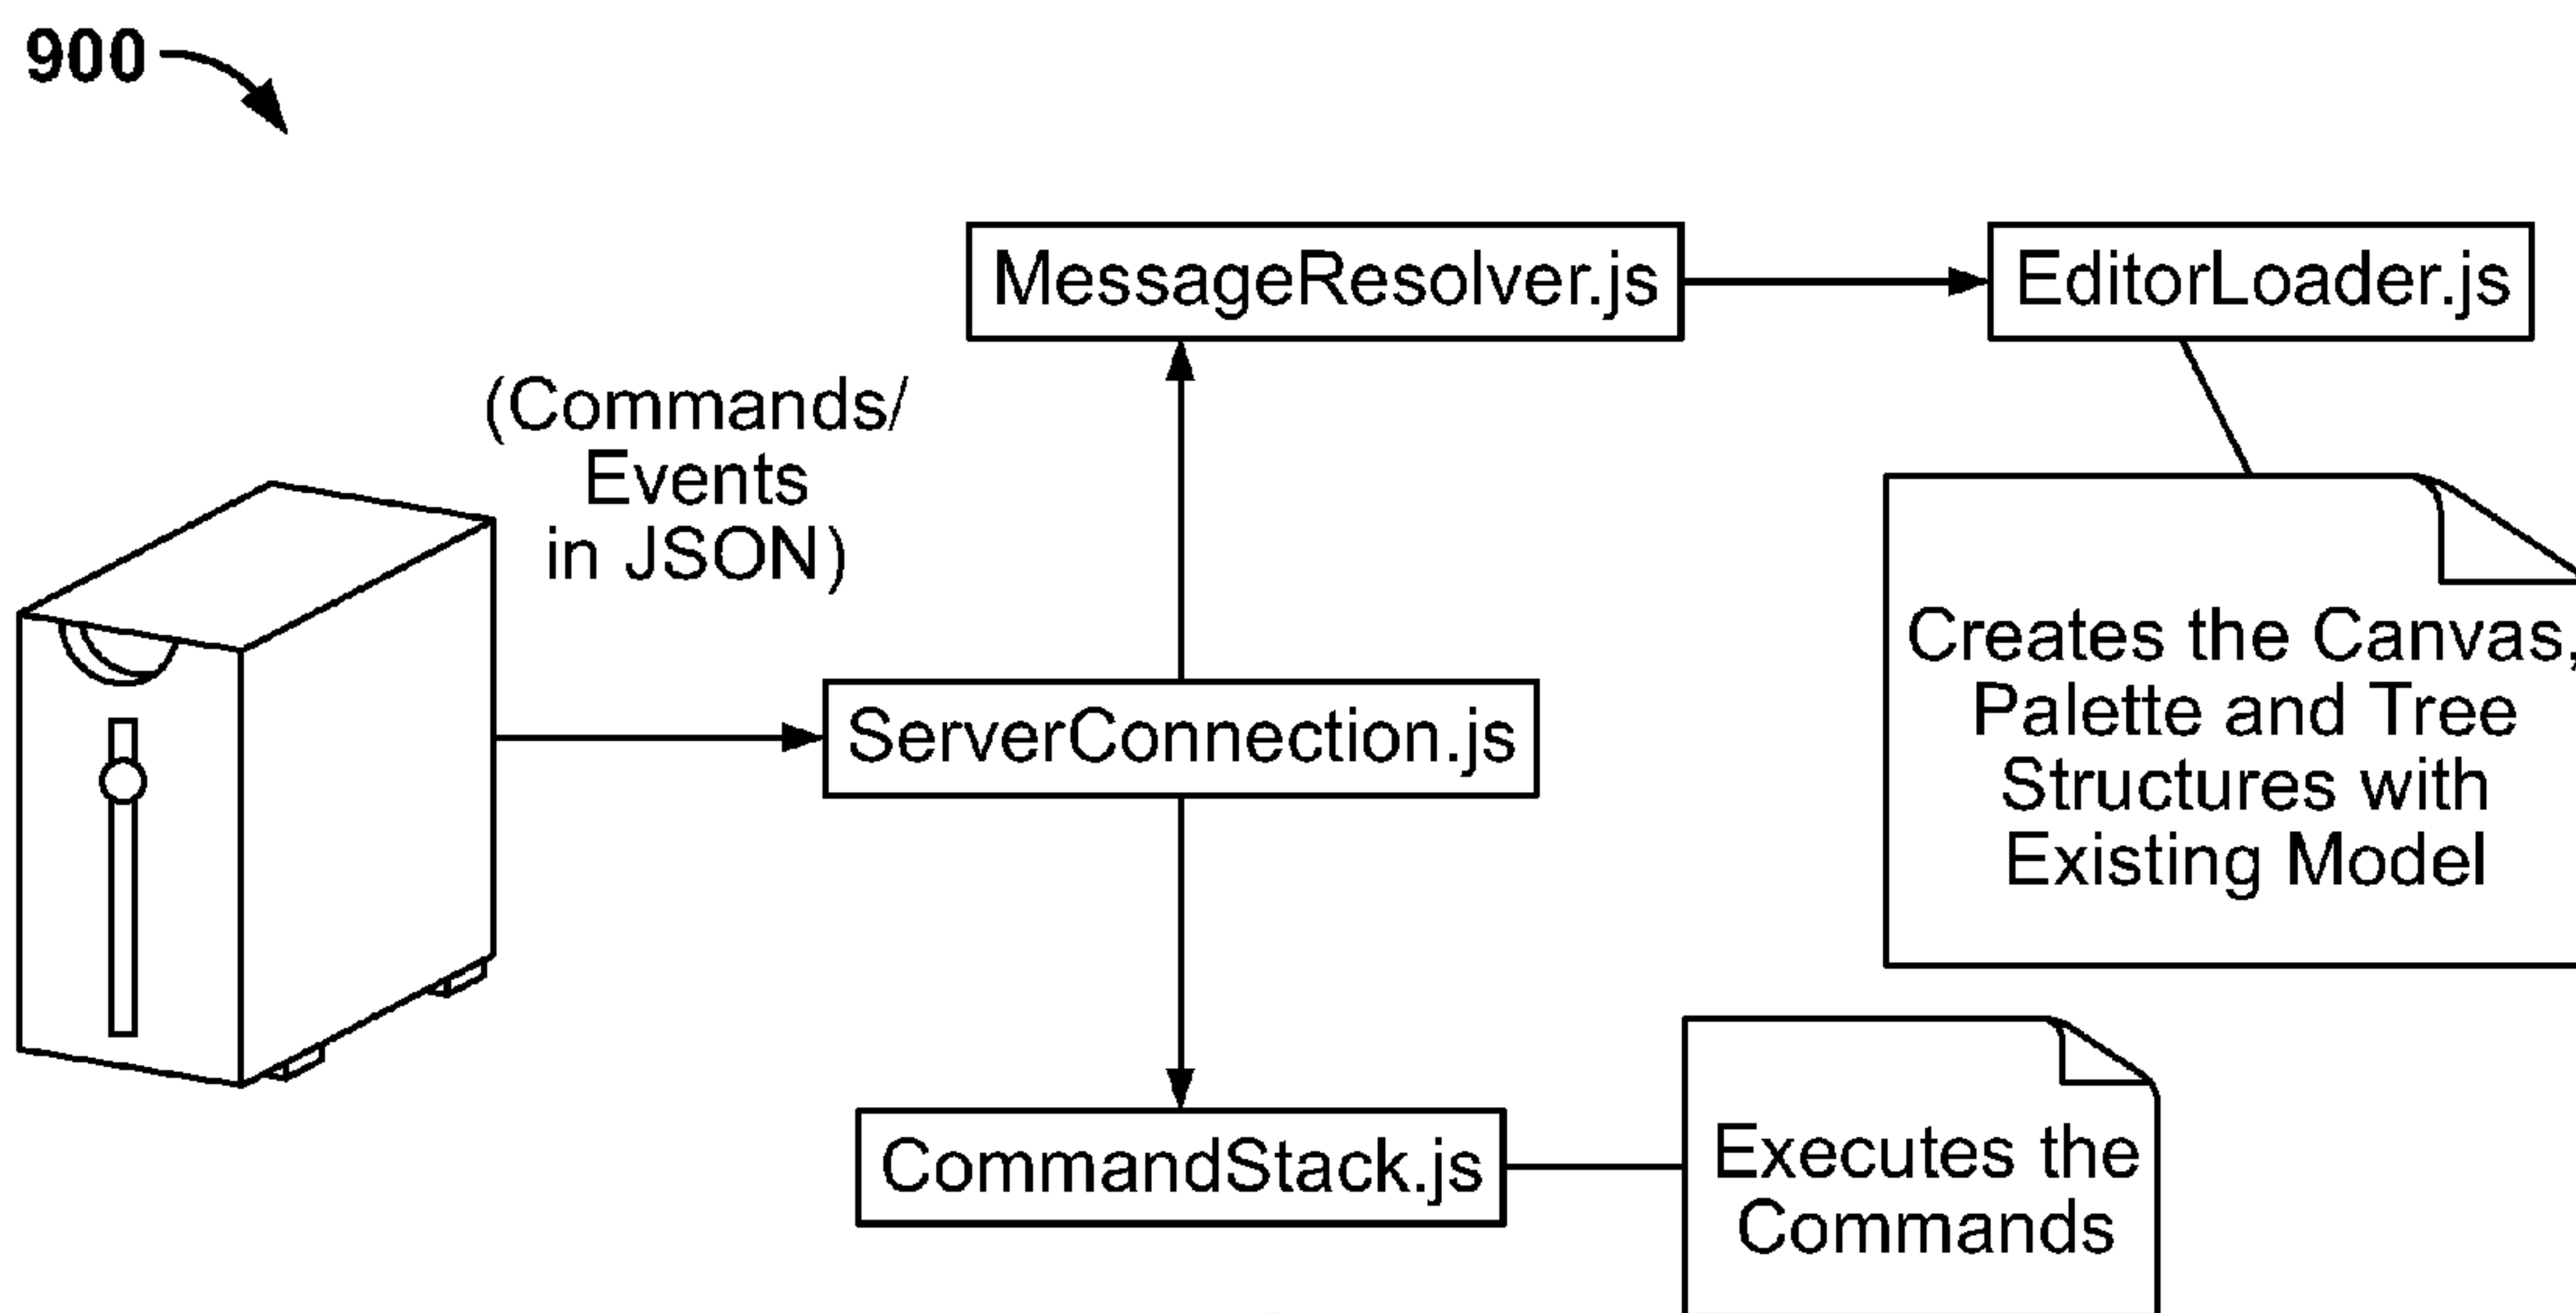 900
MessageResolver.js
EditorLoader.js
(Commands/
Events
in JSON)
ServerConnection.js
Creates the Canvas,
Palette and Tree
Structures with
Existing Model
CommandStack.js
Executes the
Commands